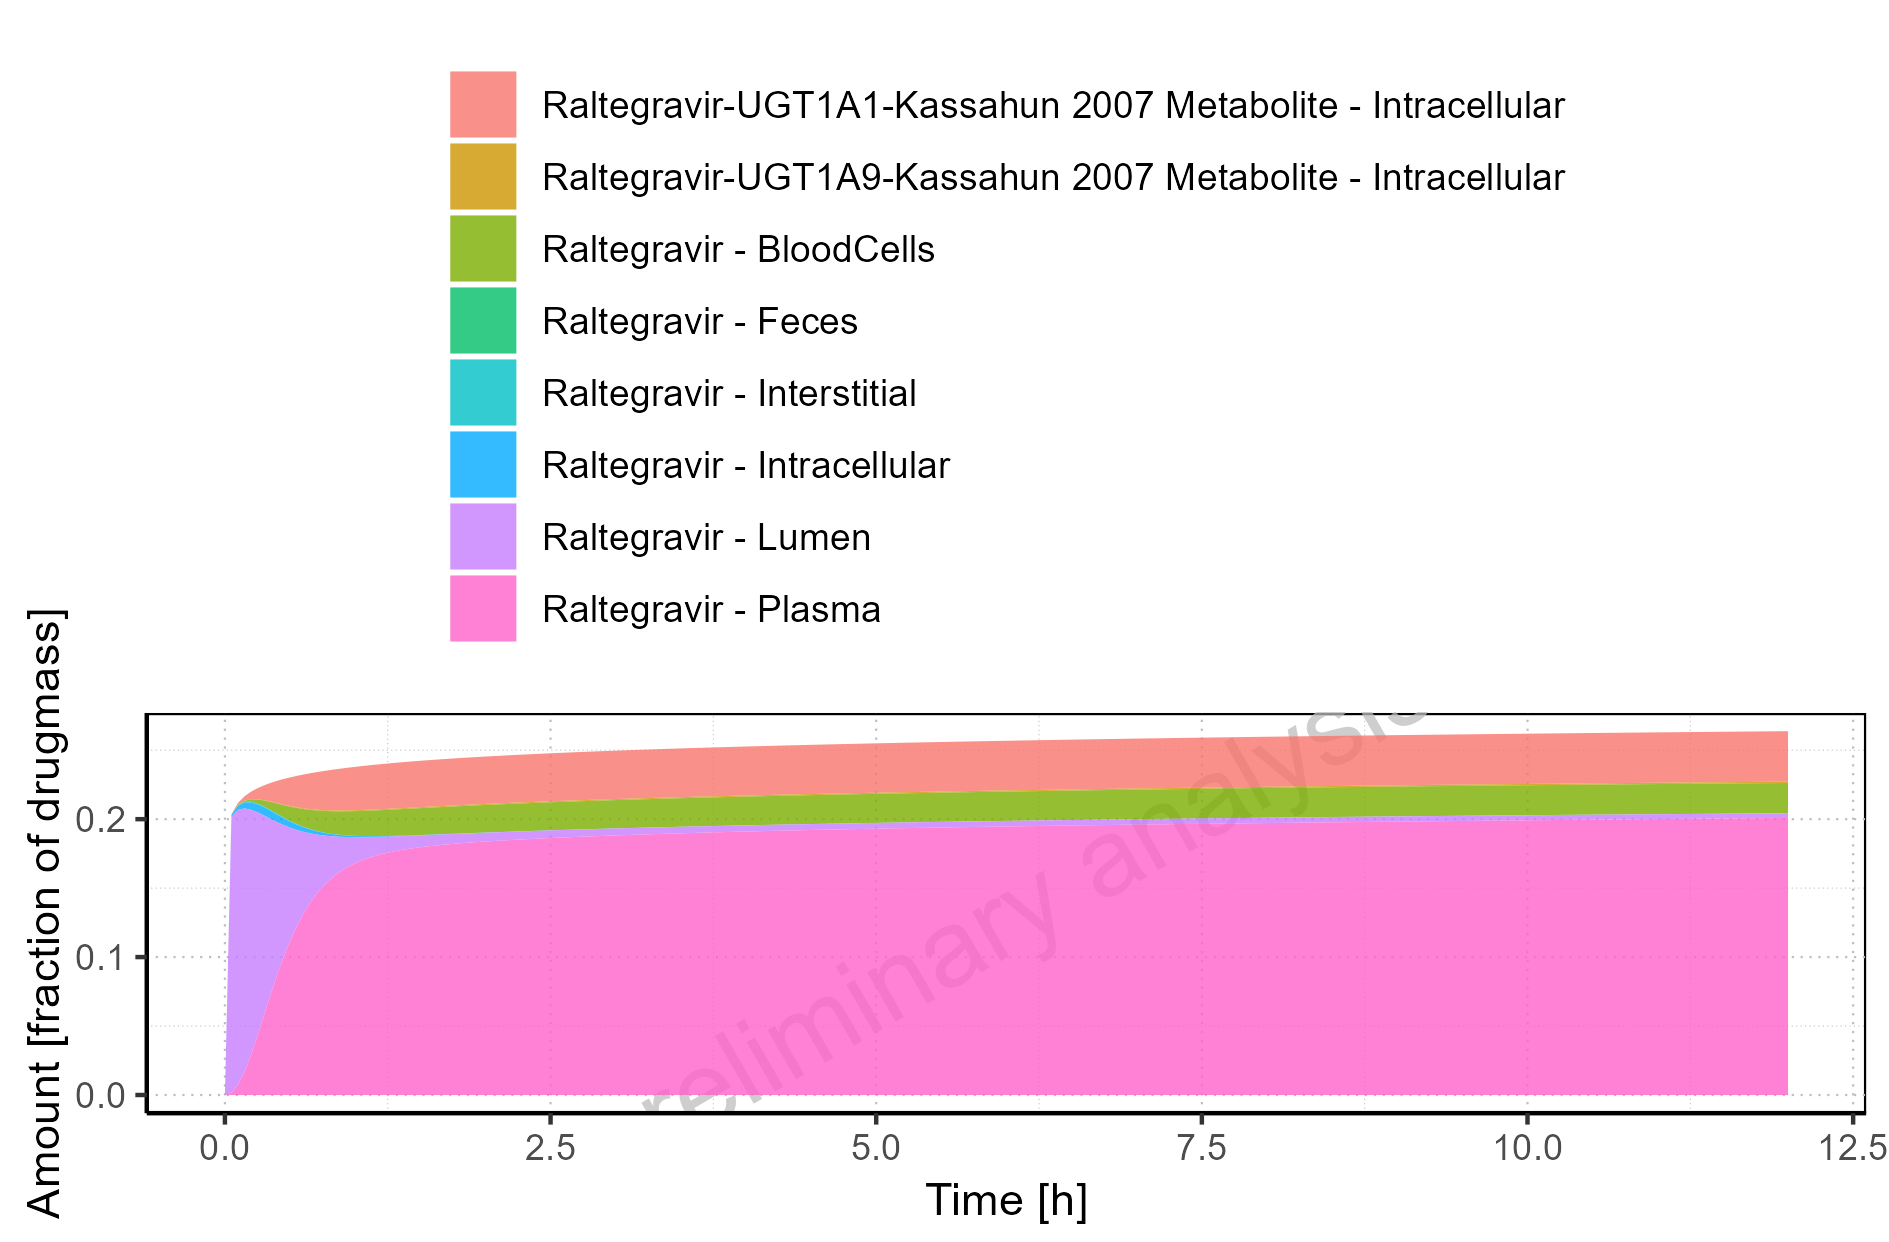 Raltegravir-UGT1A1-Kassahun 2007 Metabolite - Intracellular
Raltegravir-UGT1A9-Kassahun 2007 Metabolite - Intracellular
Raltegravir - BloodCells
Raltegravir - Feces
Raltegravir - Interstitial
Raltegravir - Intracellular
Raltegravir - Lumen
Raltegravir - Plasma
Amount [fraction of drugmass]
0.2
0.1
0.0
reliminary analysis
0.0 2.5 5.0 7.5 10.0 12.5
Time [h]